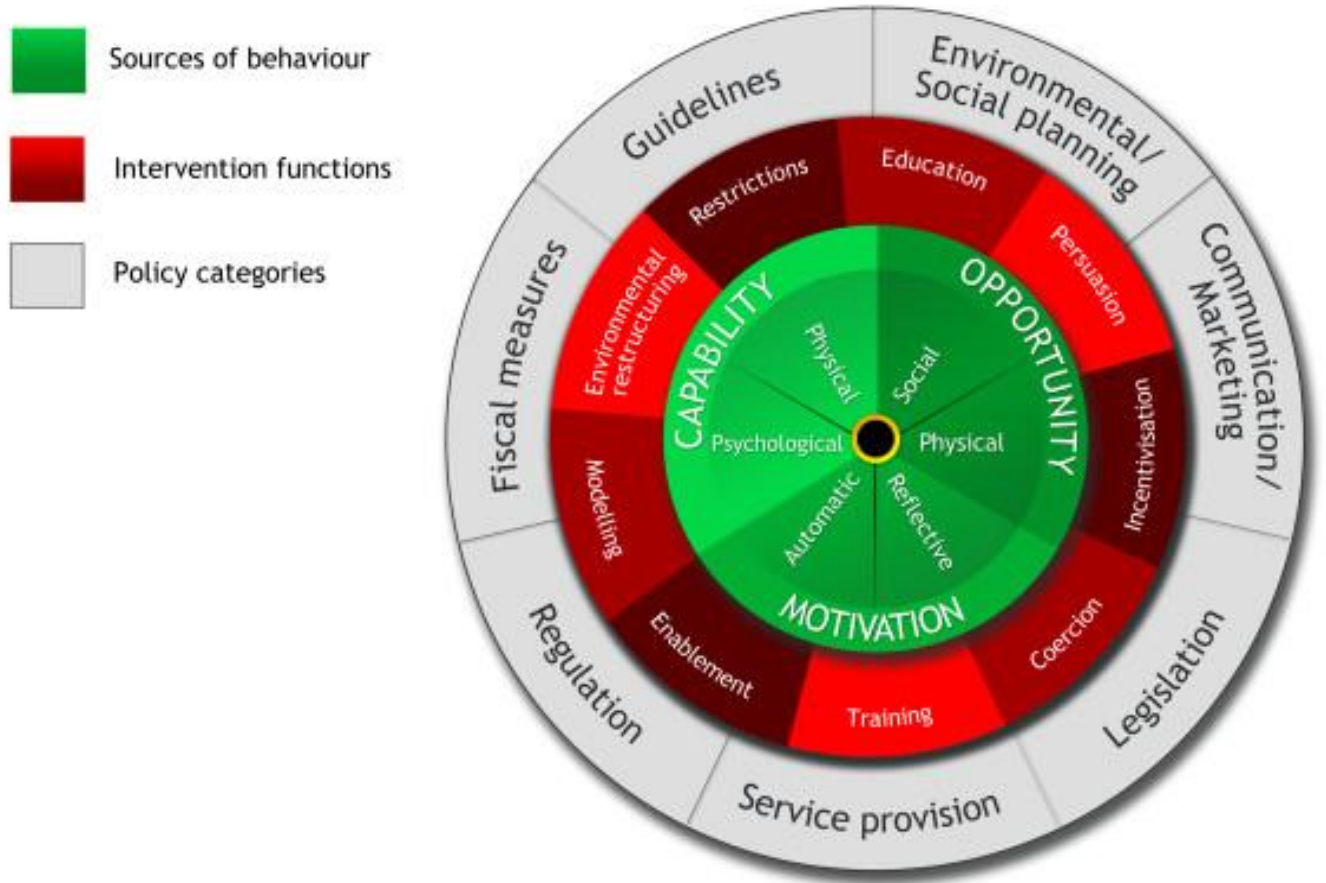 Sources of behaviour
Intervention functions
Policy categories
Guidelines
Environmental/
Social planning
Communication/
Marketing
Legislation
Service provision
Regulation
Fiscal measures
Restrictions
Education
Persuasion
Incentivisation
Coercion
Training
Enablement
Modelling
Environmental
restructuring
CAPABILITY
OPPORTUNITY
MOTIVATION
Physical
Social
Physical
Reflective
Automatic
Psychological